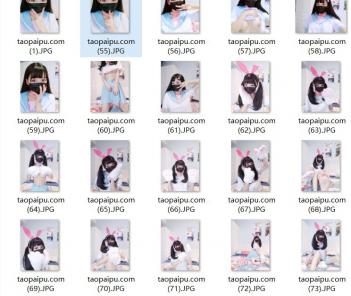 taopaipu.com
(1).JPG
taopaipu.com
(55).JPG
taopaipu.com
(56).JPG
taopaipu.com
(57).JPG
taopaipu.com
(58).JPG
taopaipu.com
(59).JPG
taopaipu.com
(60).JPG
taopaipu.com
(61).JPG
taopaipu.com
(62).JPG
taopaipu.com
(63).JPG
taopaipu.com
(64).JPG
taopaipu.com
(65).JPG
taopaipu.com
(66).JPG
taopaipu.com
(67).JPG
taopaipu.com
(68).JPG
taopaipu.com
(69).JPG
taopaipu.com
(70).JPG
taopaipu.com
(71).JPG
taopaipu.com
(72).JPG
taopaipu.com
(73).JPG